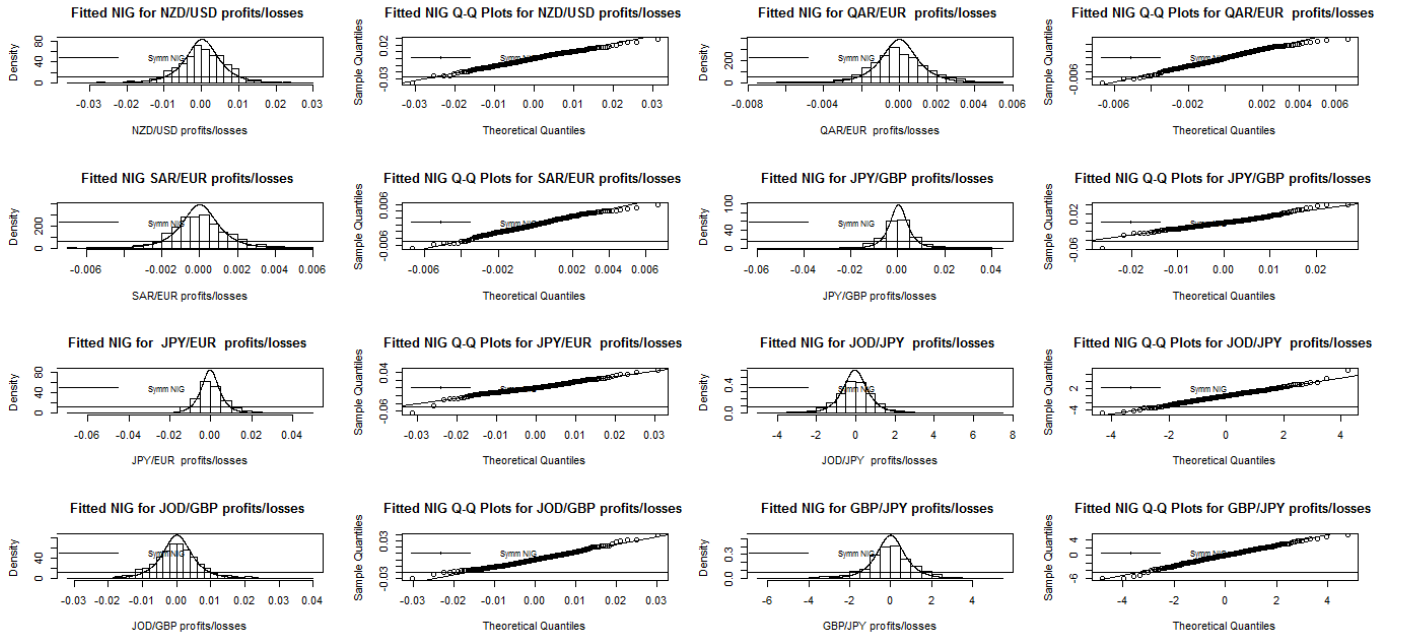 Fitted NIG for NZD/USD profits/losses
Density
0 40 80
Symm NIG
-0.03 -0.02 -0.01 0.00 0.01 0.02 0.03
NZD/USD profits/losses
Fitted NIG Q-Q Plots for NZD/USD profits/losses
Sample Quantiles
-0.03 0.02
Symm NIG
-0.03 -0.02 -0.01 0.00 0.01 0.02 0.03
Theoretical Quantiles
Fitted NIG for QAR/EUR profits/losses
Density
0 200
Symm NIG
-0.008 -0.004 0.000 0.002 0.004 0.006
QAR/EUR profits/losses
Fitted NIG Q-Q Plots for QAR/EUR profits/losses
Sample Quantiles
-0.006
Symm NIG
-0.006 -0.002 0.000 0.002 0.004 0.006
Theoretical Quantiles
Fitted NIG SAR/EUR profits/losses
Density
0 200
Symm NIG
-0.006 -0.002 0.000 0.002 0.004 0.006
SAR/EUR profits/losses
Fitted NIG Q-Q Plots for SAR/EUR profits/losses
Sample Quantiles
-0.006 0.006
Symm NIG
-0.006 -0.002 0.000 0.002 0.004 0.006
Theoretical Quantiles
Fitted NIG for JPY/GBP profits/losses
Density
0 40 100
Symm NIG
-0.06 -0.04 -0.02 0.00 0.02 0.04
JPY/GBP profits/losses
Fitted NIG Q-Q Plots for JPY/GBP profits/losses
Sample Quantiles
-0.06 0.02
Symm NIG
-0.02 -0.01 0.00 0.01 0.02
Theoretical Quantiles
Fitted NIG for JPY/EUR profits/losses
Density
0 40 80
Symm NIG
-0.06 -0.04 -0.02 0.00 0.02 0.04
JPY/EUR profits/losses
Fitted NIG Q-Q Plots for JPY/EUR profits/losses
Sample Quantiles
-0.06 0.04
Symm NIG
-0.03 -0.02 -0.01 0.00 0.01 0.02 0.03
Theoretical Quantiles
Fitted NIG for JOD/JPY profits/losses
Density
0.0 0.4
Symm NIG
-4 -2 0 2 4 6 8
JOD/JPY profits/losses
Fitted NIG Q-Q Plots for JOD/JPY profits/losses
Sample Quantiles
-4 2
Symm NIG
-4 -2 0 2 4
Theoretical Quantiles
Fitted NIG for JOD/GBP profits/losses
Density
0 40
Symm NIG
-0.03 -0.02 -0.01 0.00 0.01 0.02 0.03 0.04
JOD/GBP profits/losses
Fitted NIG Q-Q Plots for JOD/GBP profits/losses
Sample Quantiles
-0.03 0.03
Symm NIG
-0.03 -0.02 -0.01 0.00 0.01 0.02 0.03
Theoretical Quantiles
Fitted NIG for GBP/JPY profits/losses
Density
0.0 0.3
Symm NIG
-6 -4 -2 0 2 4
GBP/JPY profits/losses
Fitted NIG Q-Q Plots for GBP/JPY profits/losses
Sample Quantiles
-6 0 4
Symm NIG
-4 -2 0 2 4
Theoretical Quantiles